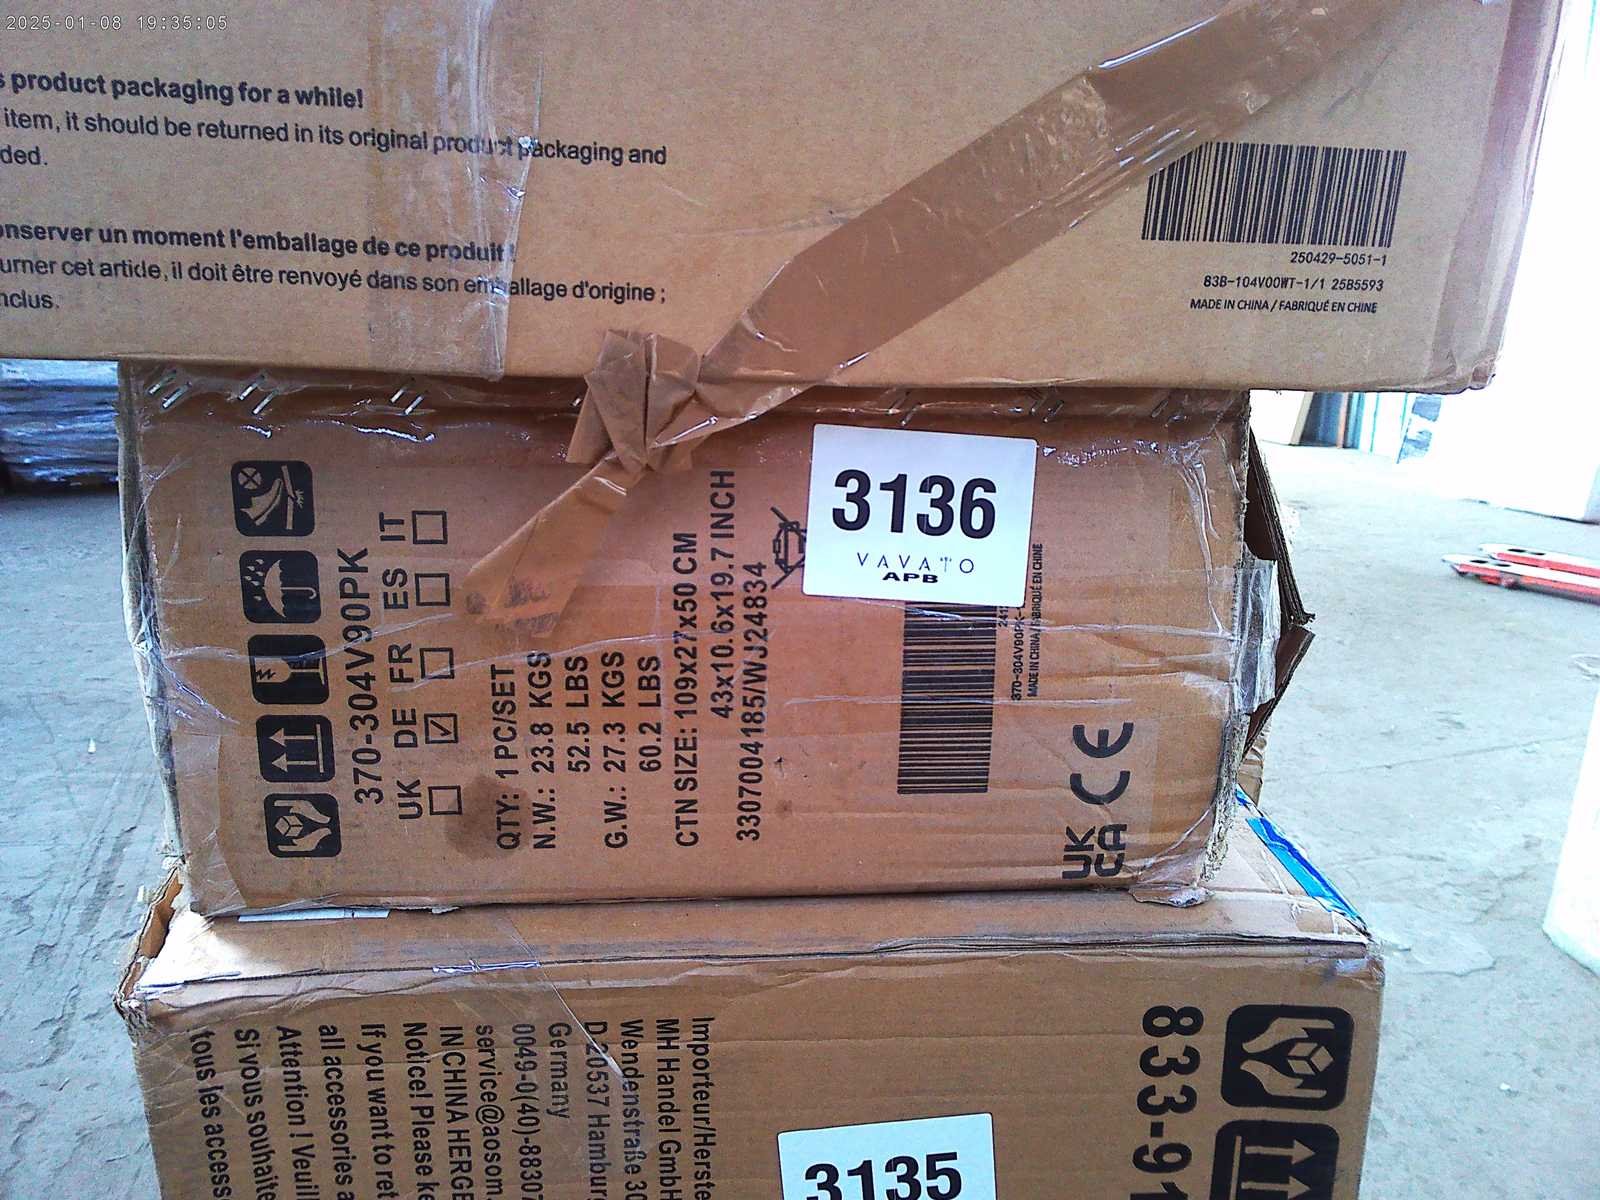 2025-01-08 19:35:05
product packaging for a while!
item, it should be returned in its original product packaging and
ded.
onserver un moment l'emballage de ce produit !
urner cet article, il doit être renvoyé dans son emballage d'origine ;
nclus.
250429-5051-1
83B-104V00WT-1/1 25B5593
MADE IN CHINA / FABRIQUÉ EN CHINE
370-304V90PK
UK DE FR ES IT
QTY: 1 PC/SET
N.W.: 23.8 KGS
52.5 LBS
G.W.: 27.3 KGS
60.2 LBS
CTN SIZE: 109x27x50 CM
43x10.6x19.7 INCH
3307004185/WJ24834
3136
VAVATO
APB
370-304V90PK-
MADE IN CHINA / FABRIQUÉ EN CHINE
UK
CA
CE
833-91
Importeur/Herste
MH Handel GmbH
Wendenstraße 30
D-20537 Hamburg
Germany
0049-0(40)-88307
service@aosom.
IN CHINA HERGE
Notice! Please ke
If you want to ret
all accessories a
Attention ! Veuill
Si vous souhaite
tous les access
3135